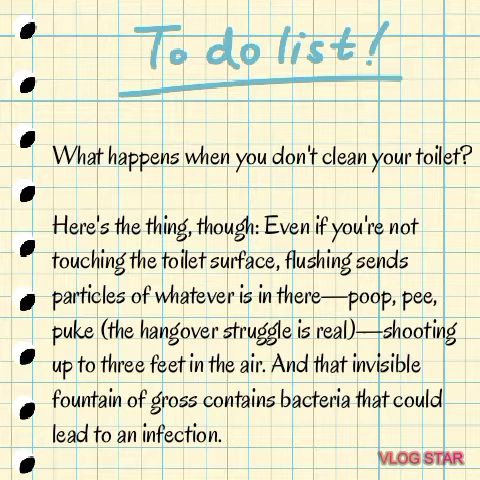 To do list!
What happens when you don't clean your toilet?
Here's the thing, though: Even if you're not
touching the toilet surface, flushing sends
particles of whatever is in there—poop, pee,
puke (the hangover struggle is real)—shooting
up to three feet in the air. And that invisible
fountain of gross contains bacteria that could
lead to an infection.
VLOG STAR